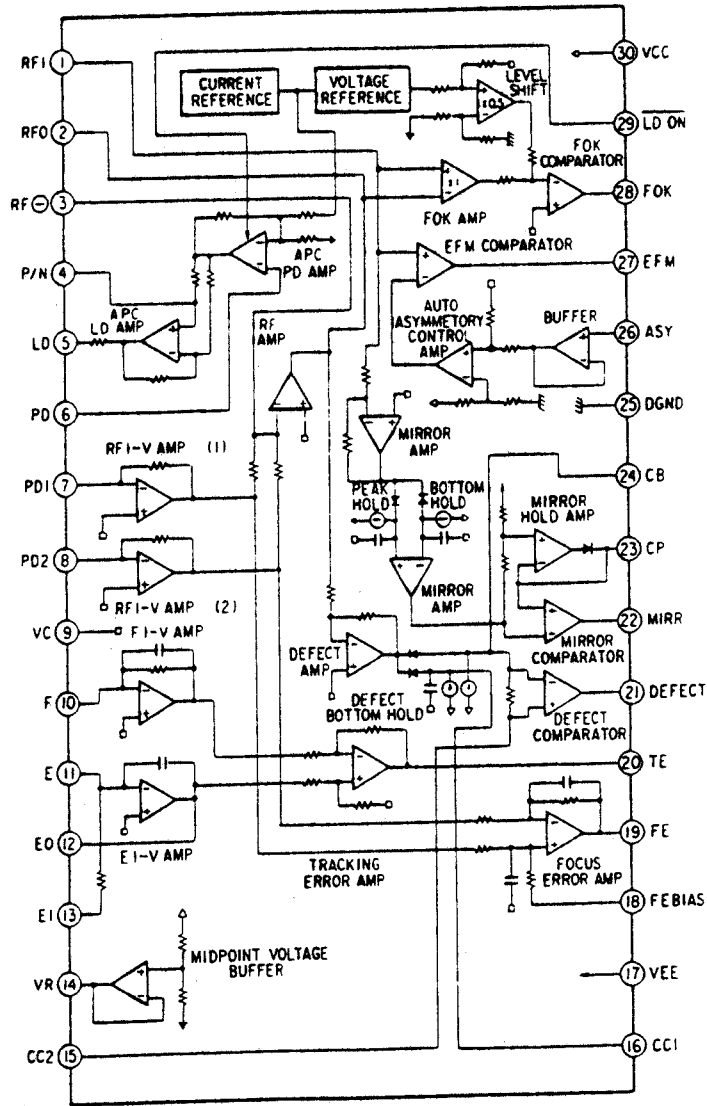 RFI 1
RFO 2
RF⊖ 3
P/N 4
LD 5
PD 6
PD1 7
PD2 8
VC 9
F 10
E 11
EO 12
EI 13
VR 14
CC2 15
30 VCC
29 LD ON
28 FOK
27 EFM
26 ASY
25 DGND
24 CB
23 CP
22 MIRR
21 DEFECT
20 TE
19 FE
18 FEBIAS
17 VEE
16 CC1
CURRENT
REFERENCE
VOLTAGE
REFERENCE
LEVEL
SHIFT
FOK
COMPARATOR
FOK AMP
EFM COMPARATOR
APC
PD AMP
APC
LD AMP
RF
AMP
AUTO
ASYMMETORY
CONTROL
AMP
BUFFER
MIRROR
AMP
RF I-V AMP (1)
PEAK
HOLD
BOTTOM
HOLD
MIRROR
HOLD AMP
MIRROR AMP
RF I-V AMP (2)
F I-V AMP
MIRROR
COMPARATOR
DEFECT
AMP
DEFECT
BOTTOM HOLD
DEFECT
COMPARATOR
E I-V AMP
TRACKING
ERROR AMP
FOCUS
ERROR AMP
MIDPOINT VOLTAGE
BUFFER